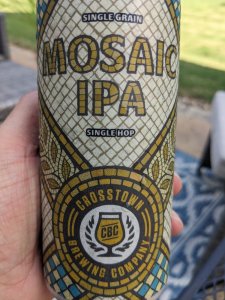 SINGLE GRAIN
MOSAIC
IPA
SINGLE HOP
CROSSTOWN
CBC
BREWING COMPANY